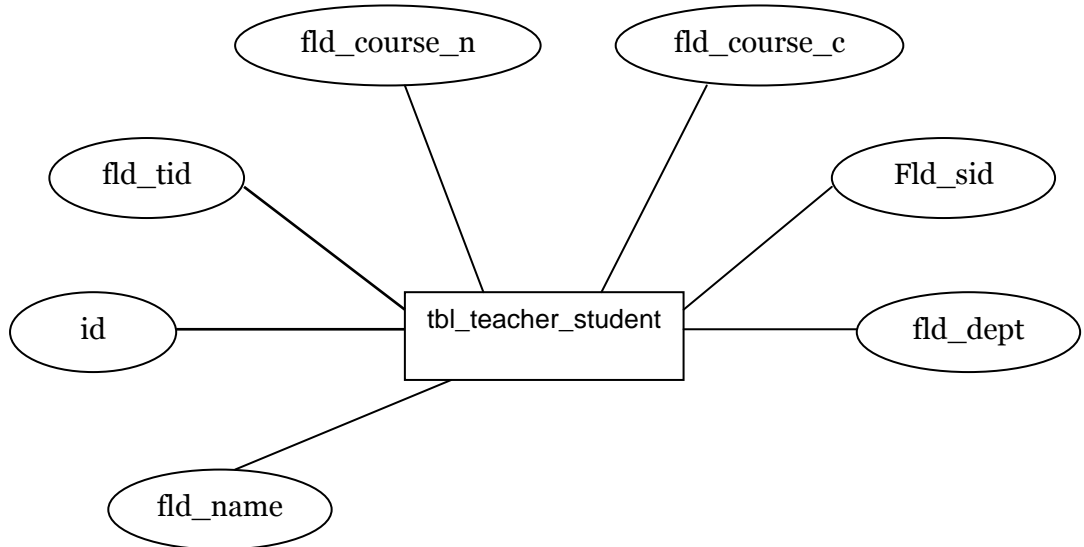 fld_course_n
fld_course_c
fld_tid
Fld_sid
id
tbl_teacher_student
fld_dept
fld_name